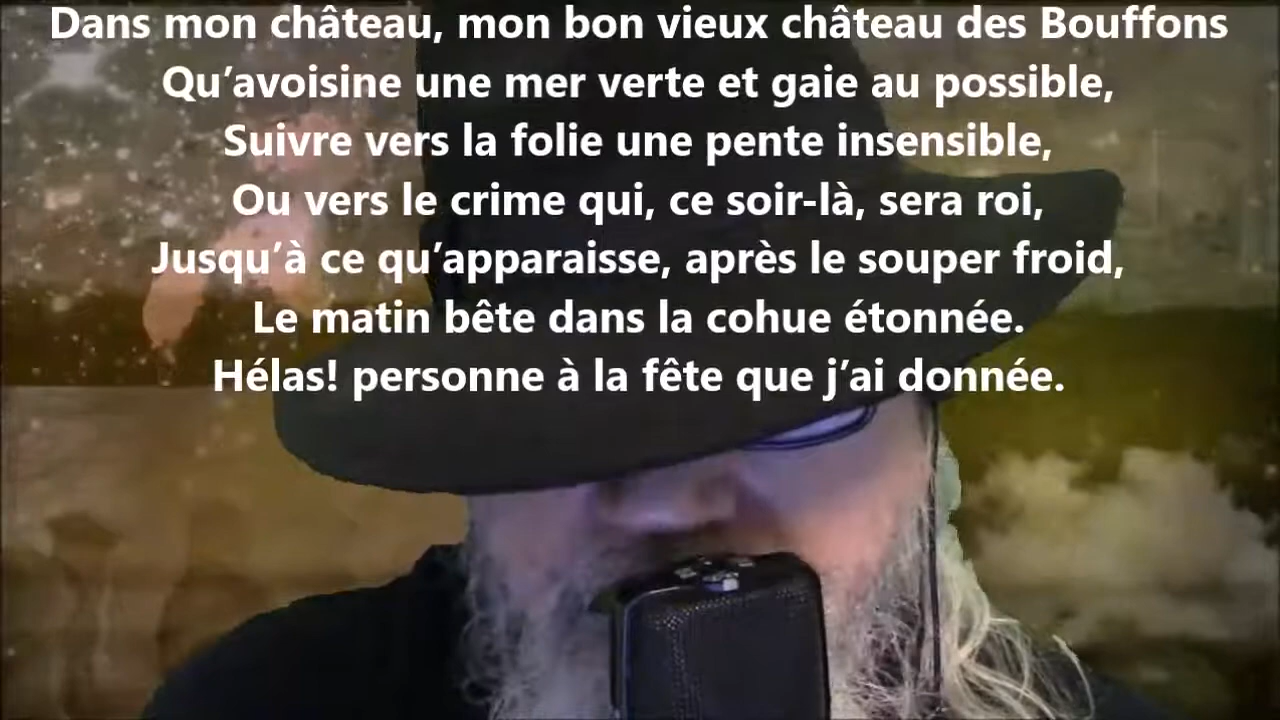 Dans mon château, mon bon vieux château des Bouffons
Qu’avoisine une mer verte et gaie au possible,
Suivre vers la folie une pente insensible,
Ou vers le crime qui, ce soir-là, sera roi,
Jusqu’à ce qu’apparaisse, après le souper froid,
Le matin bête dans la cohue étonnée.
Hélas! personne à la fête que j’ai donnée.